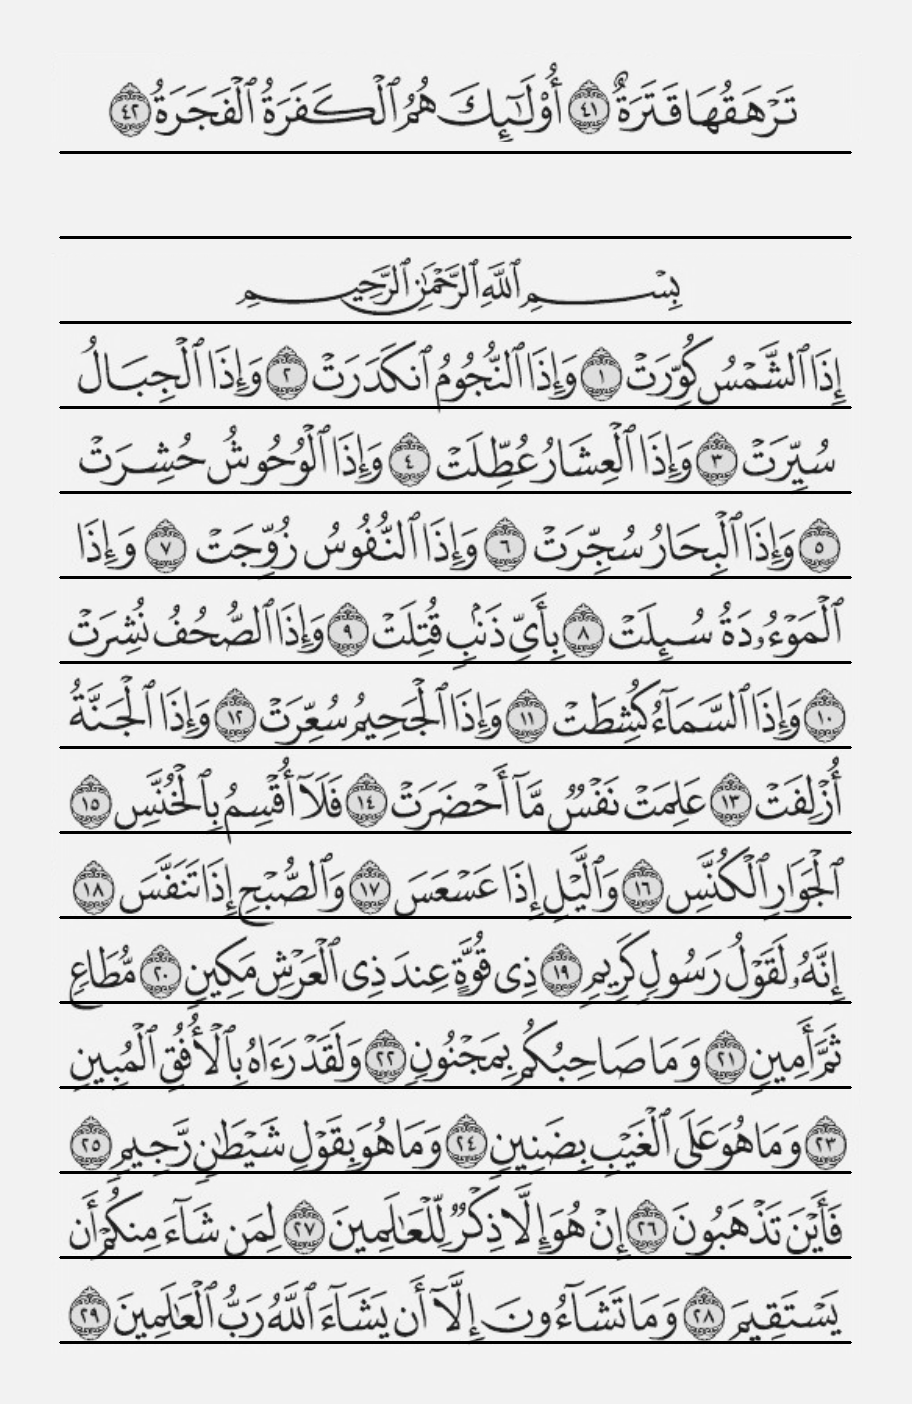 تَرْهَقُهَا قَتَرَةٌ ٤١ أُوْلَٰٓئِكَ هُمُ ٱلْكَفَرَةُ ٱلْفَجَرَةُ ٤٢
بِسْمِ ٱللَّهِ ٱلرَّحْمَٰنِ ٱلرَّحِيمِ
إِذَا ٱلشَّمْسُ كُوِّرَتْ ١ وَإِذَا ٱلنُّجُومُ ٱنكَدَرَتْ ٢ وَإِذَا ٱلْجِبَالُ
سُيِّرَتْ ٣ وَإِذَا ٱلْعِشَارُ عُطِّلَتْ ٤ وَإِذَا ٱلْوُحُوشُ حُشِرَتْ
٥ وَإِذَا ٱلْبِحَارُ سُجِّرَتْ ٦ وَإِذَا ٱلنُّفُوسُ زُوِّجَتْ ٧ وَإِذَا
ٱلْمَوْءُۥدَةُ سُئِلَتْ ٨ بِأَيِّ ذَنۢبٍ قُتِلَتْ ٩ وَإِذَا ٱلصُّحُفُ نُشِرَتْ
١٠ وَإِذَا ٱلسَّمَآءُ كُشِطَتْ ١١ وَإِذَا ٱلْجَحِيمُ سُعِّرَتْ ١٢ وَإِذَا ٱلْجَنَّةُ
أُزْلِفَتْ ١٣ عَلِمَتْ نَفْسٌ مَّآ أَحْضَرَتْ ١٤ فَلَآ أُقْسِمُ بِٱلْخُنَّسِ ١٥
ٱلْجَوَارِ ٱلْكُنَّسِ ١٦ وَٱلَّيْلِ إِذَا عَسْعَسَ ١٧ وَٱلصُّبْحِ إِذَا تَنَفَّسَ ١٨
إِنَّهُۥ لَقَوْلُ رَسُولٍ كَرِيمٍ ١٩ ذِى قُوَّةٍ عِندَ ذِى ٱلْعَرْشِ مَكِينٍ ٢٠ مُّطَاعٍ
ثَمَّ أَمِينٍ ٢١ وَمَا صَاحِبُكُم بِمَجْنُونٍ ٢٢ وَلَقَدْ رَءَاهُ بِٱلْأُفُقِ ٱلْمُبِينِ
٢٣ وَمَا هُوَ عَلَى ٱلْغَيْبِ بِضَنِينٍ ٢٤ وَمَا هُوَ بِقَوْلِ شَيْطَٰنٍ رَّجِيمٍ ٢٥
فَأَيْنَ تَذْهَبُونَ ٢٦ إِنْ هُوَ إِلَّا ذِكْرٌ لِّلْعَٰلَمِينَ ٢٧ لِمَن شَآءَ مِنكُمْ أَن
يَسْتَقِيمَ ٢٨ وَمَا تَشَآءُونَ إِلَّآ أَن يَشَآءَ ٱللَّهُ رَبُّ ٱلْعَٰلَمِينَ ٢٩